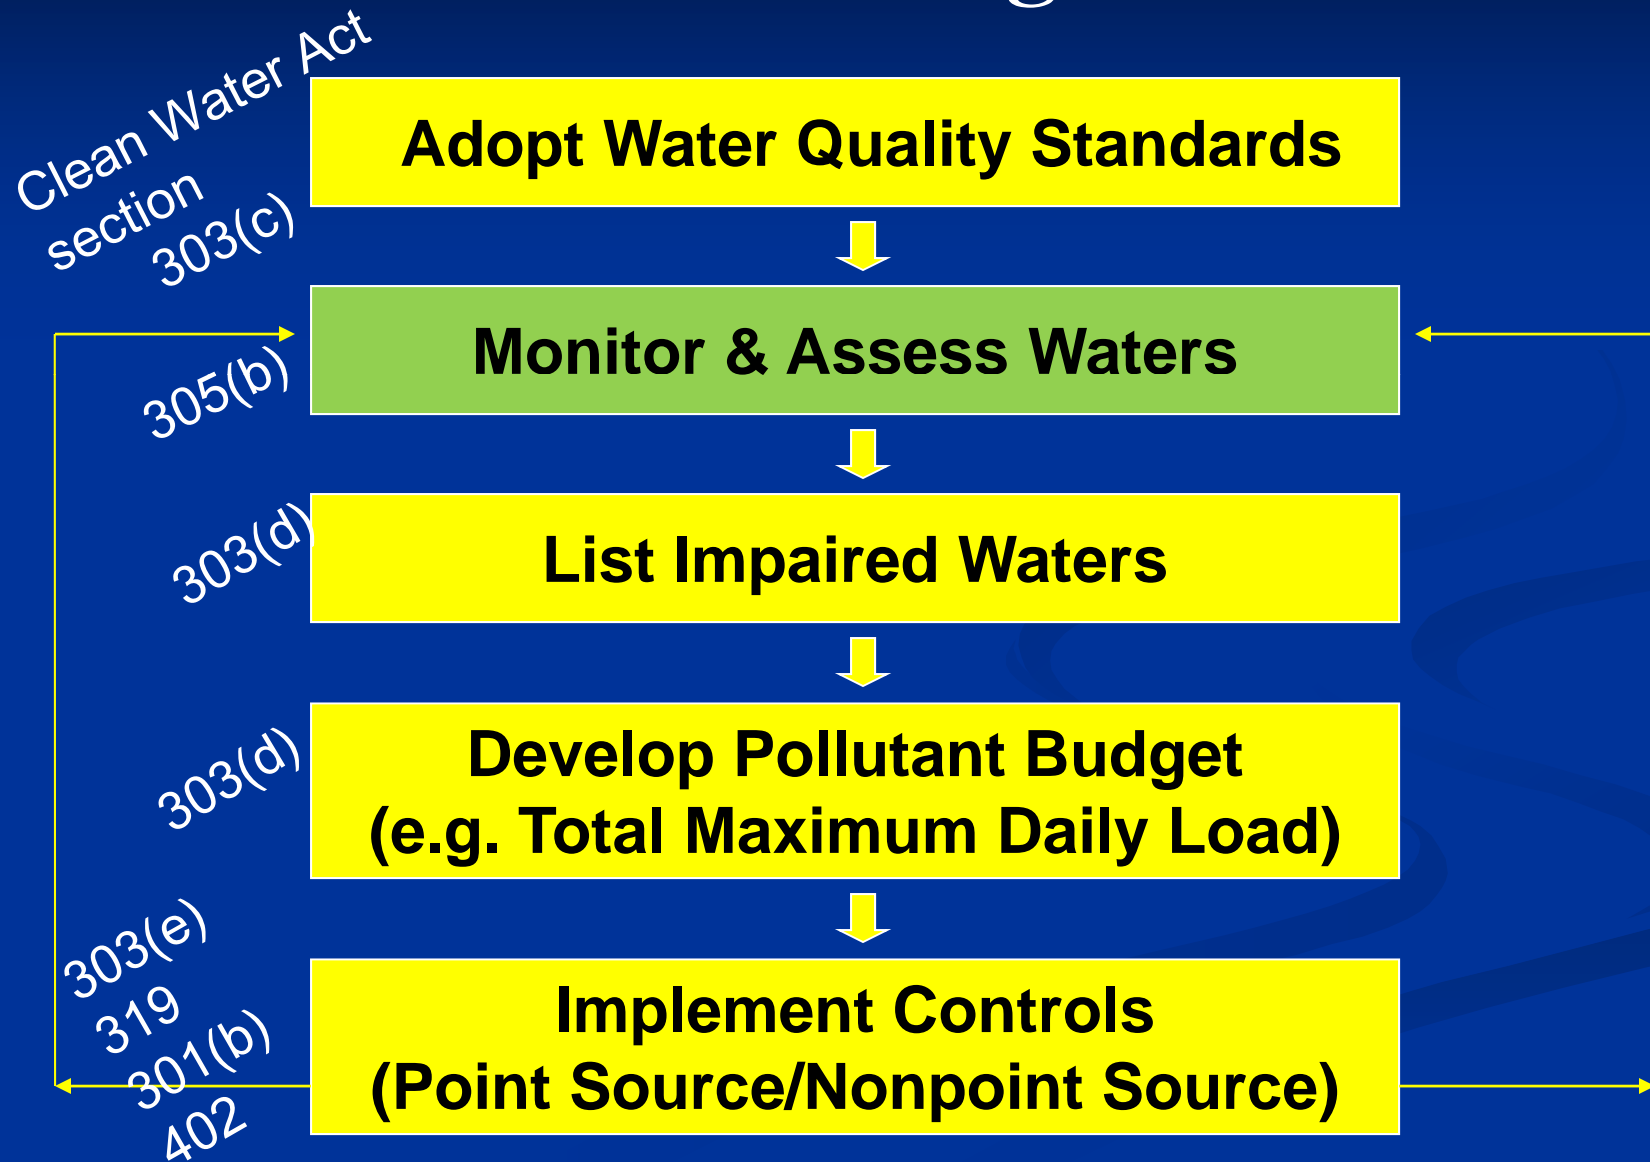 Clean Water Act
section
303(c)
Adopt Water Quality Standards
305(b)
Monitor & Assess Waters
303(d)
List Impaired Waters
303(d)
Develop Pollutant Budget
(e.g. Total Maximum Daily Load)
303(e)
319
301(b)
402
Implement Controls
(Point Source/Nonpoint Source)